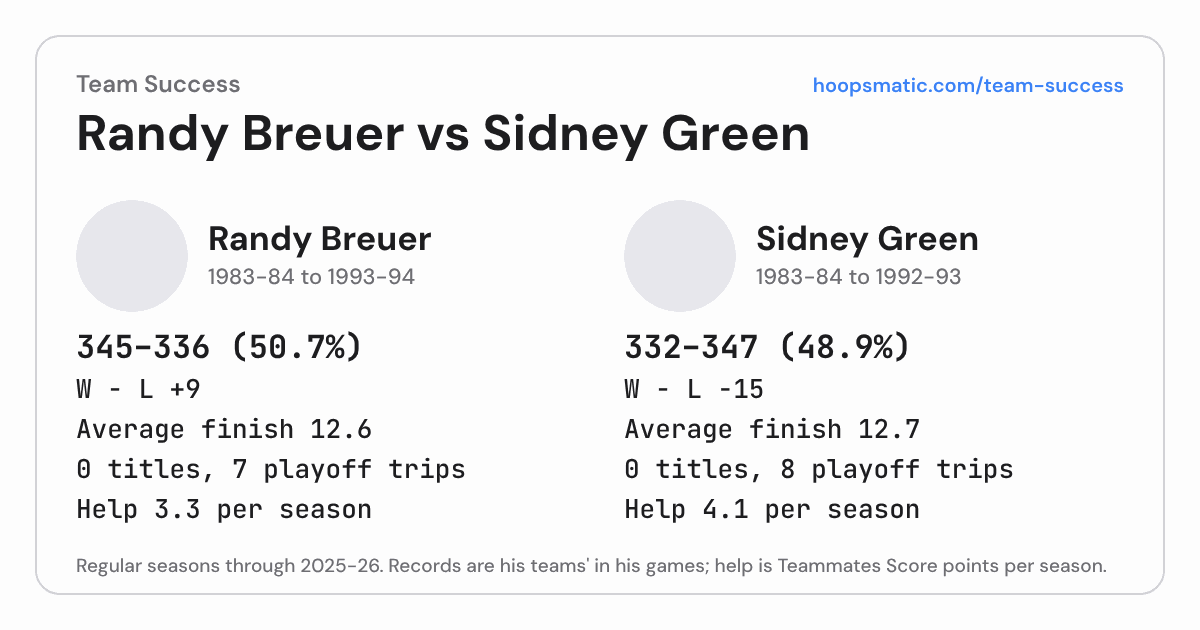 Team Success
hoopsmatic.com/team-success
Randy Breuer vs Sidney Green
Randy Breuer
1983-84 to 1993-94
345-336 (50.7%)
W - L +9
Average finish 12.6
0 titles, 7 playoff trips
Help 3.3 per season
Sidney Green
1983-84 to 1992-93
332-347 (48.9%)
W - L -15
Average finish 12.7
0 titles, 8 playoff trips
Help 4.1 per season
Regular seasons through 2025-26. Records are his teams' in his games; help is Teammates Score points per season.